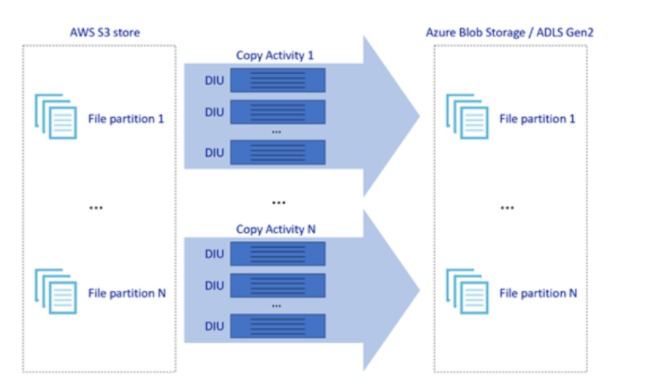 AWS S3 store
Azure Blob Storage / ADLS Gen2
Copy Activity 1
DIU
DIU
...
DIU
File partition 1
File partition 1
...
...
...
Copy Activity N
DIU
DIU
...
DIU
File partition N
File partition N